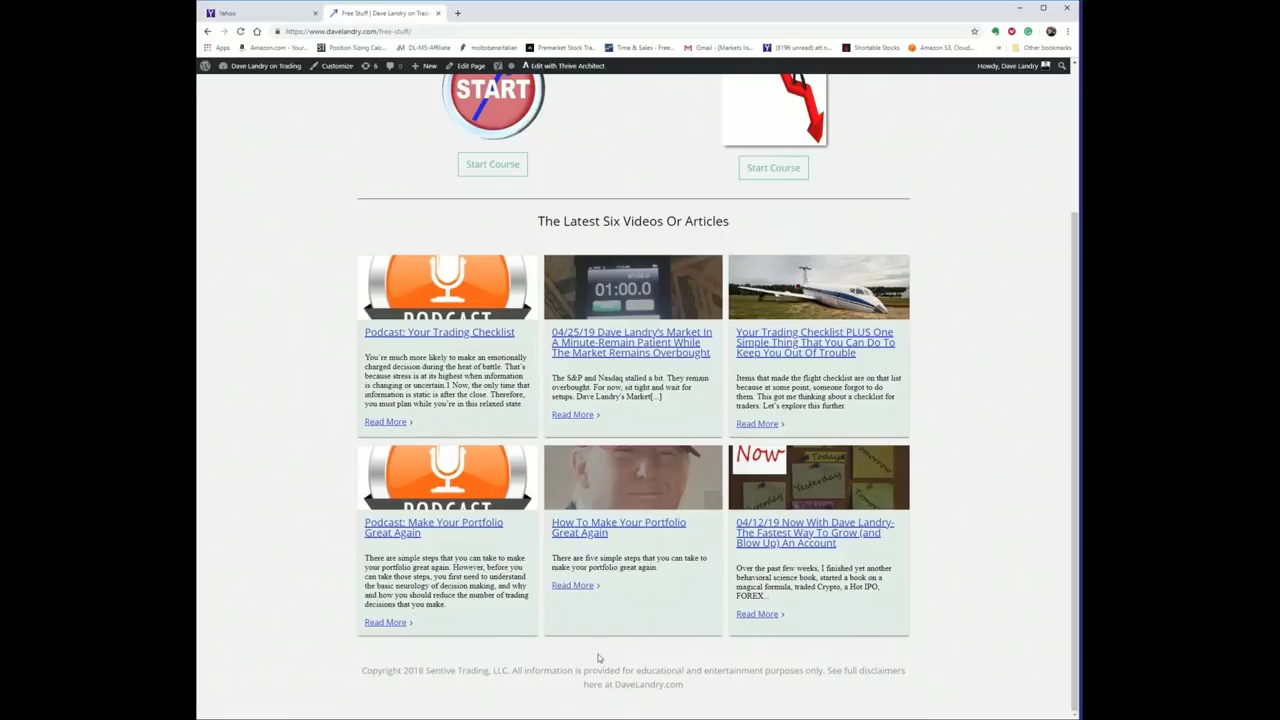 Yahoo
Free Stuff | Dave Landry on Trad
https://www.davelandry.com/free-stuff/
Apps
Amazon.com - Your...
Position Sizing Calc...
DL-MS-Affiliate
moltobeneitalian
Premarket Stock Tra...
Time & Sales - Free...
Gmail - [Markets Iss...
(8196 unread) att.n...
Shortable Stocks
Amazon S3, Cloud...
Other bookmarks
Dave Landry on Trading
Customize
6
0
New
Edit Page
Edit with Thrive Architect
Howdy, Dave Landry
START
Start Course
Start Course
The Latest Six Videos Or Articles
PODCAST
01:00.0
Podcast: Your Trading Checklist
You're much more likely to make an emotionally
charged decision during the heat of battle. That's
because stress is at its highest when information
is changing or uncertain.1 Now, the only time that
information is static is after the close. Therefore,
you must plan while you're in this relaxed state.
Read More ›
04/25/19 Dave Landry's Market In
A Minute-Remain Patient While
The Market Remains Overbought
The S&P and Nasdaq stalled a bit. They remain
overbought. For now, sit tight and wait for
setups. Dave Landry's Market[...]
Read More ›
Your Trading Checklist PLUS One
Simple Thing That You Can Do To
Keep You Out Of Trouble
Items that made the flight checklist are on that list
because at some point, someone forgot to do
them. This got me thinking about a checklist for
traders. Let's explore this further.
Read More ›
PODCAST
Now
Today
Tomorrow
Yesterday
Podcast: Make Your Portfolio
Great Again
There are simple steps that you can take to make
your portfolio great again. However, before you
can take those steps, you first need to understand
the basic neurology of decision making, and why
and how you should reduce the number of trading
decisions that you make.
Read More ›
How To Make Your Portfolio
Great Again
There are five simple steps that you can take to
make your portfolio great again.
Read More ›
04/12/19 Now With Dave Landry-
The Fastest Way To Grow (and
Blow Up) An Account
Over the past few weeks, I finished yet another
behavioral science book, started a book on a
magical formula, traded Crypto, a Hot IPO,
FOREX...
Read More ›
Copyright 2018 Sentive Trading, LLC. All information is provided for educational and entertainment purposes only. See full disclaimers
here at DaveLandry.com